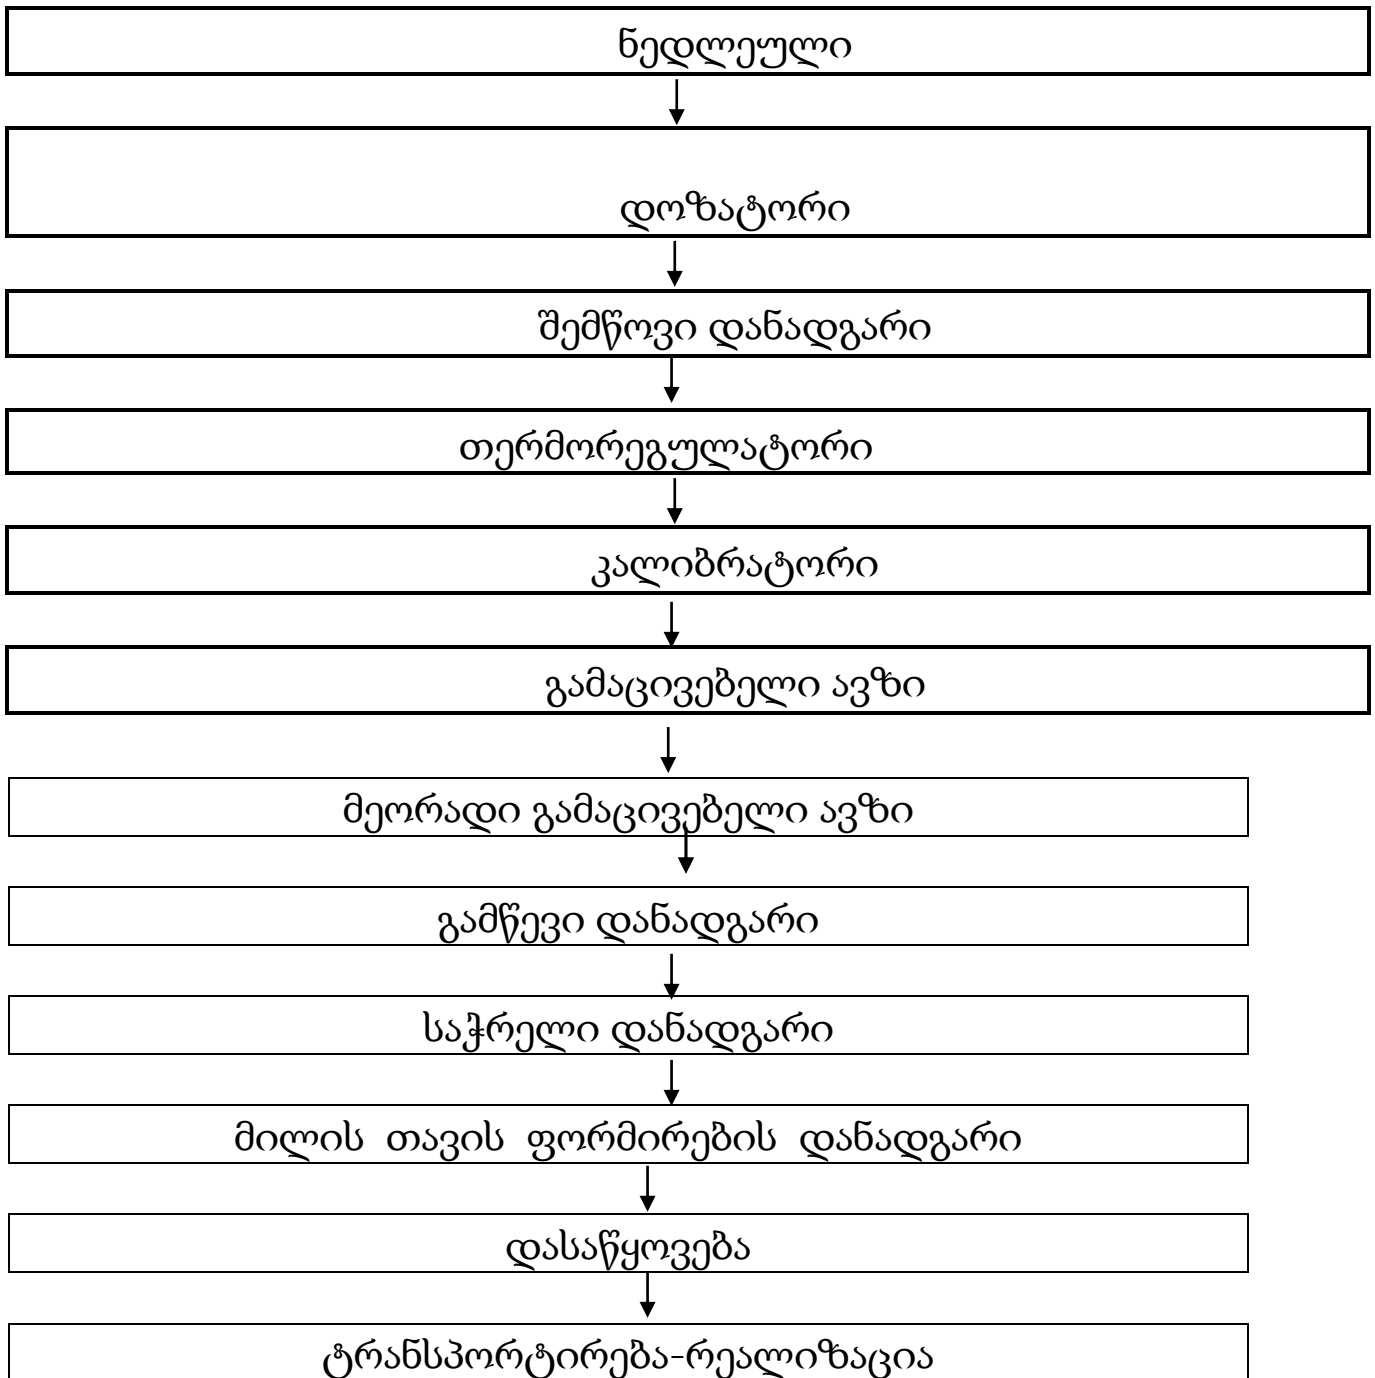 ნედლეული
დოზატორი
შემწოვი დანადგარი
თერმორეგულატორი
კალიბრატორი
გამაცივებელი ავზი
მეორადი გამაცივებელი ავზი
გამწევი დანადგარი
საჭრელი დანადგარი
მილის თავის ფორმირების დანადგარი
დასაწყოვება
ტრანსპორტირება-რეალიზაცია